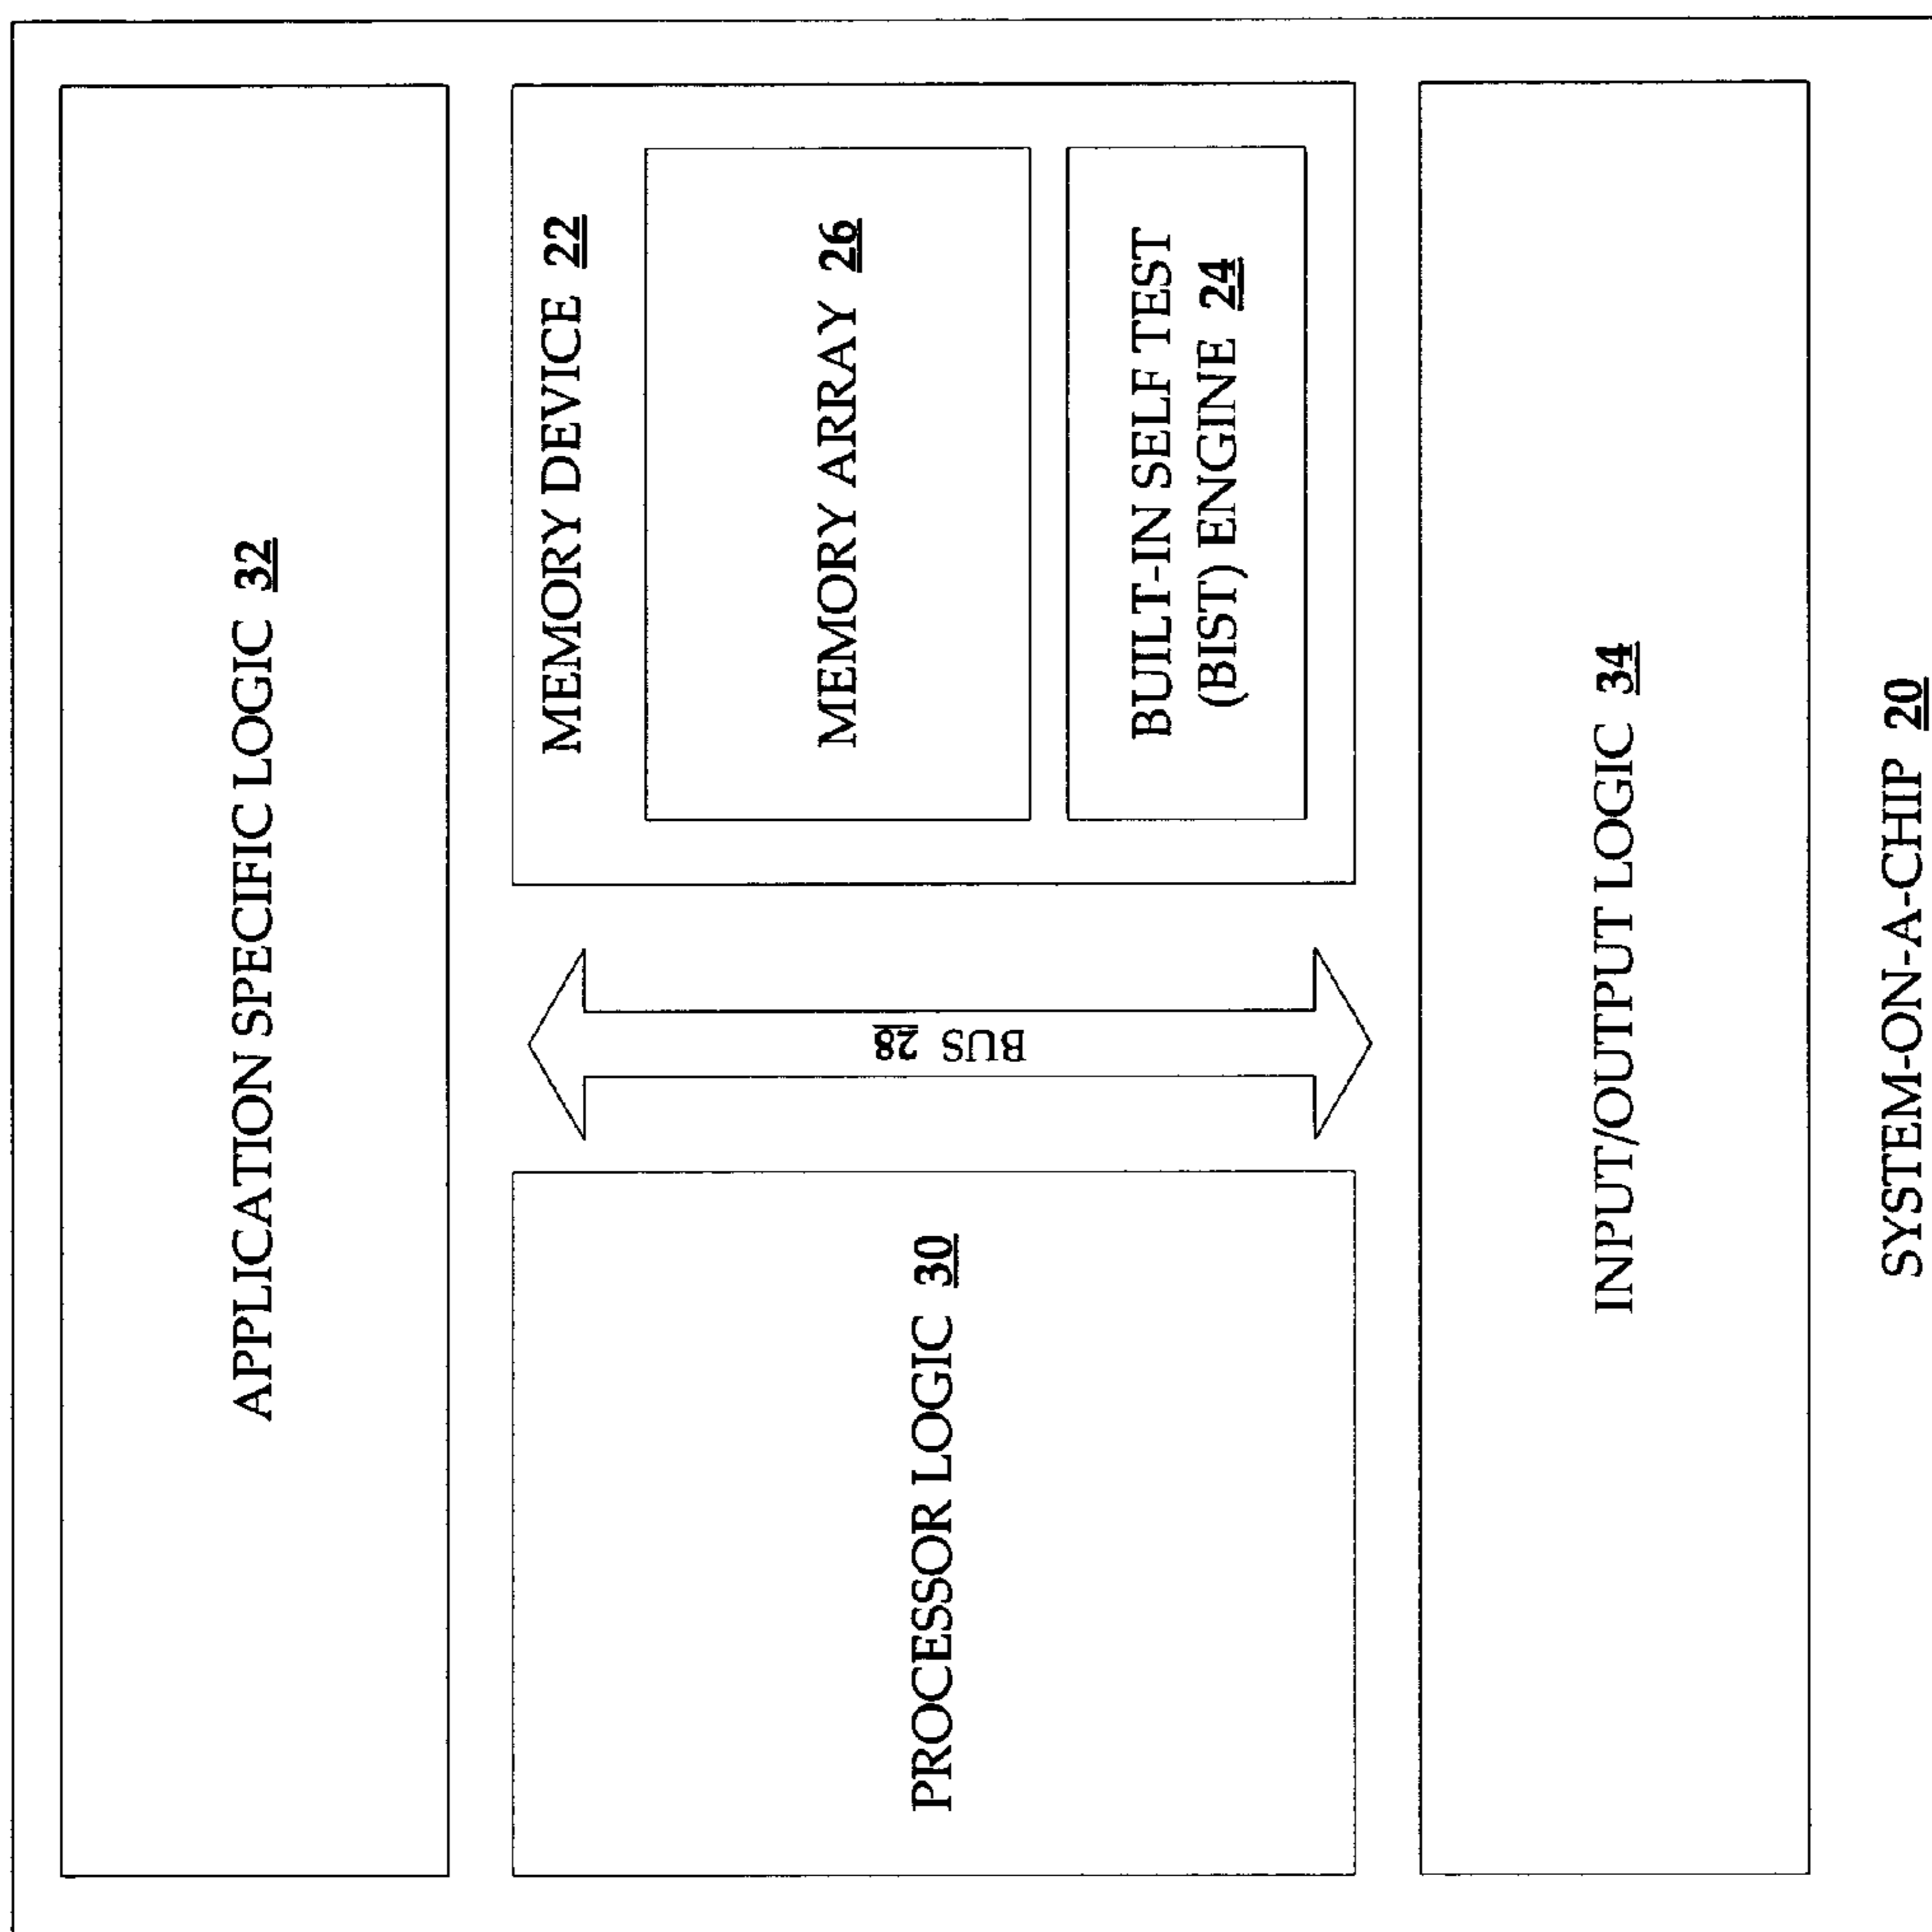 APPLICATION SPECIFIC LOGIC 32
PROCESSOR LOGIC 30
BUS 28
MEMORY DEVICE 22
MEMORY ARRAY 26
BUILT-IN SELF TEST
(BIST) ENGINE 24
INPUT/OUTPUT LOGIC 34
SYSTEM-ON-A-CHIP 20